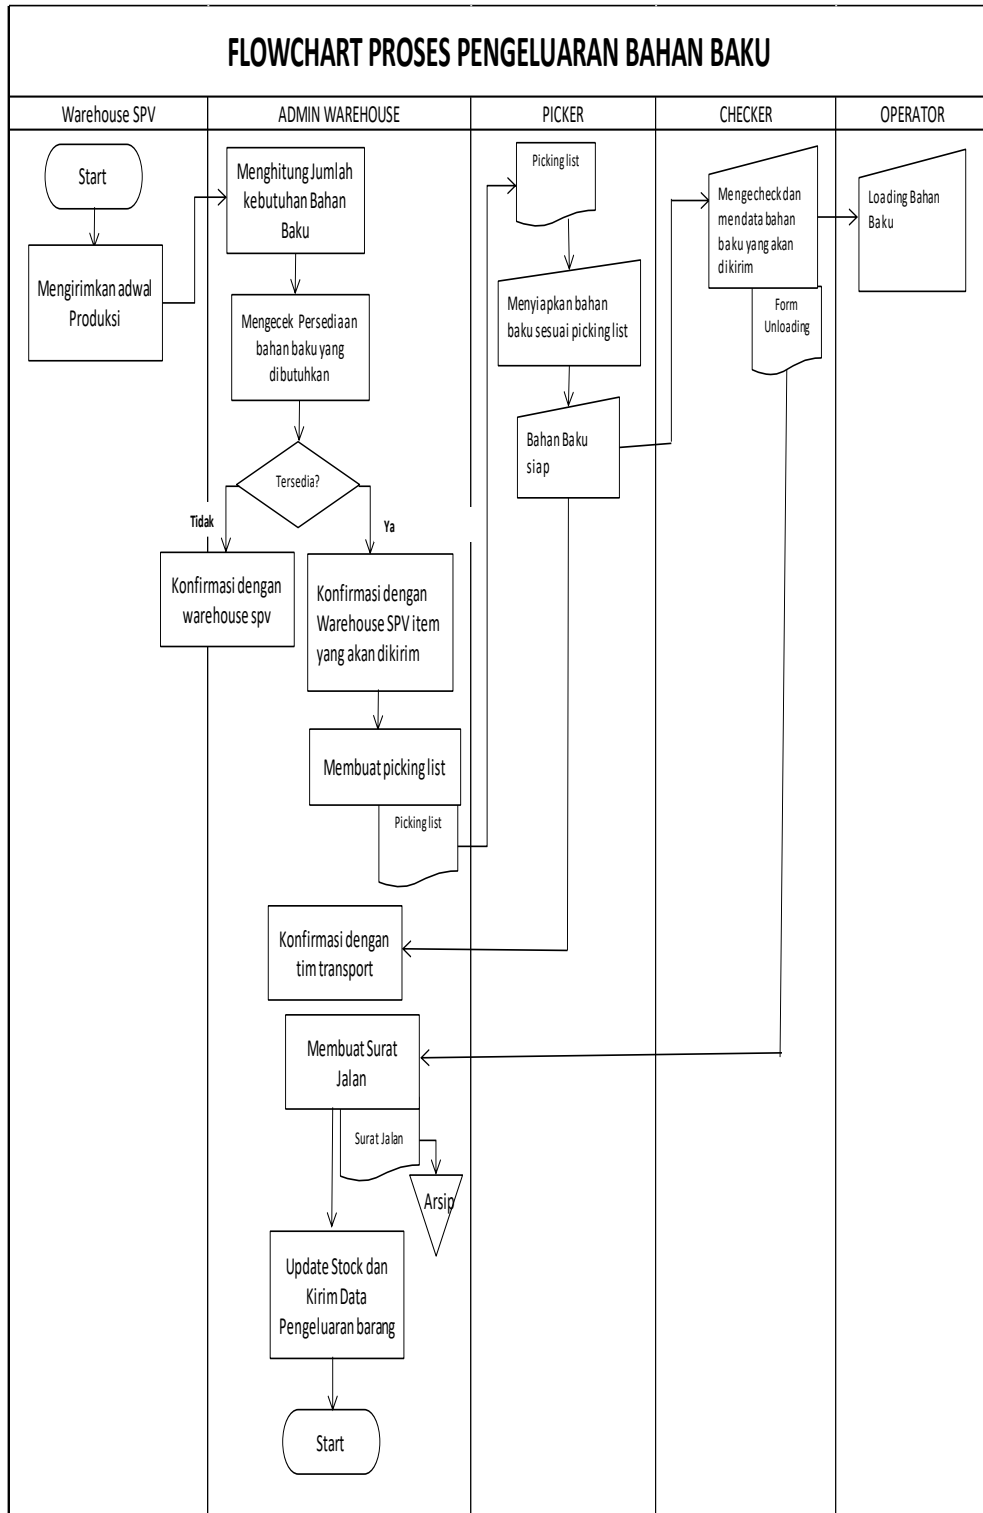 FLOWCHART PROSES PENGELUARAN BAHAN BAKU
Warehouse SPV
ADMIN WAREHOUSE
PICKER
CHECKER
OPERATOR
Start
Mengirimkan adwal
Produksi
Menghitung Jumlah
kebutuhan Bahan
Baku
Mengecek Persediaan
bahan baku yang
dibutuhkan
Tersedia?
Tidak
Ya
Konfirmasi dengan
warehouse spv
Konfirmasi dengan
Warehouse SPV item
yang akan dikirim
Membuat picking list
Picking list
Picking list
Menyiapkan bahan
baku sesuai picking list
Bahan Baku
siap
Mengecheck dan
mendata bahan
baku yang akan
dikirim
Form
Unloading
Loading Bahan
Baku
Konfirmasi dengan
tim transport
Membuat Surat
Jalan
Surat Jalan
Arsip
Update Stock dan
Kirim Data
Pengeluaran barang
Start